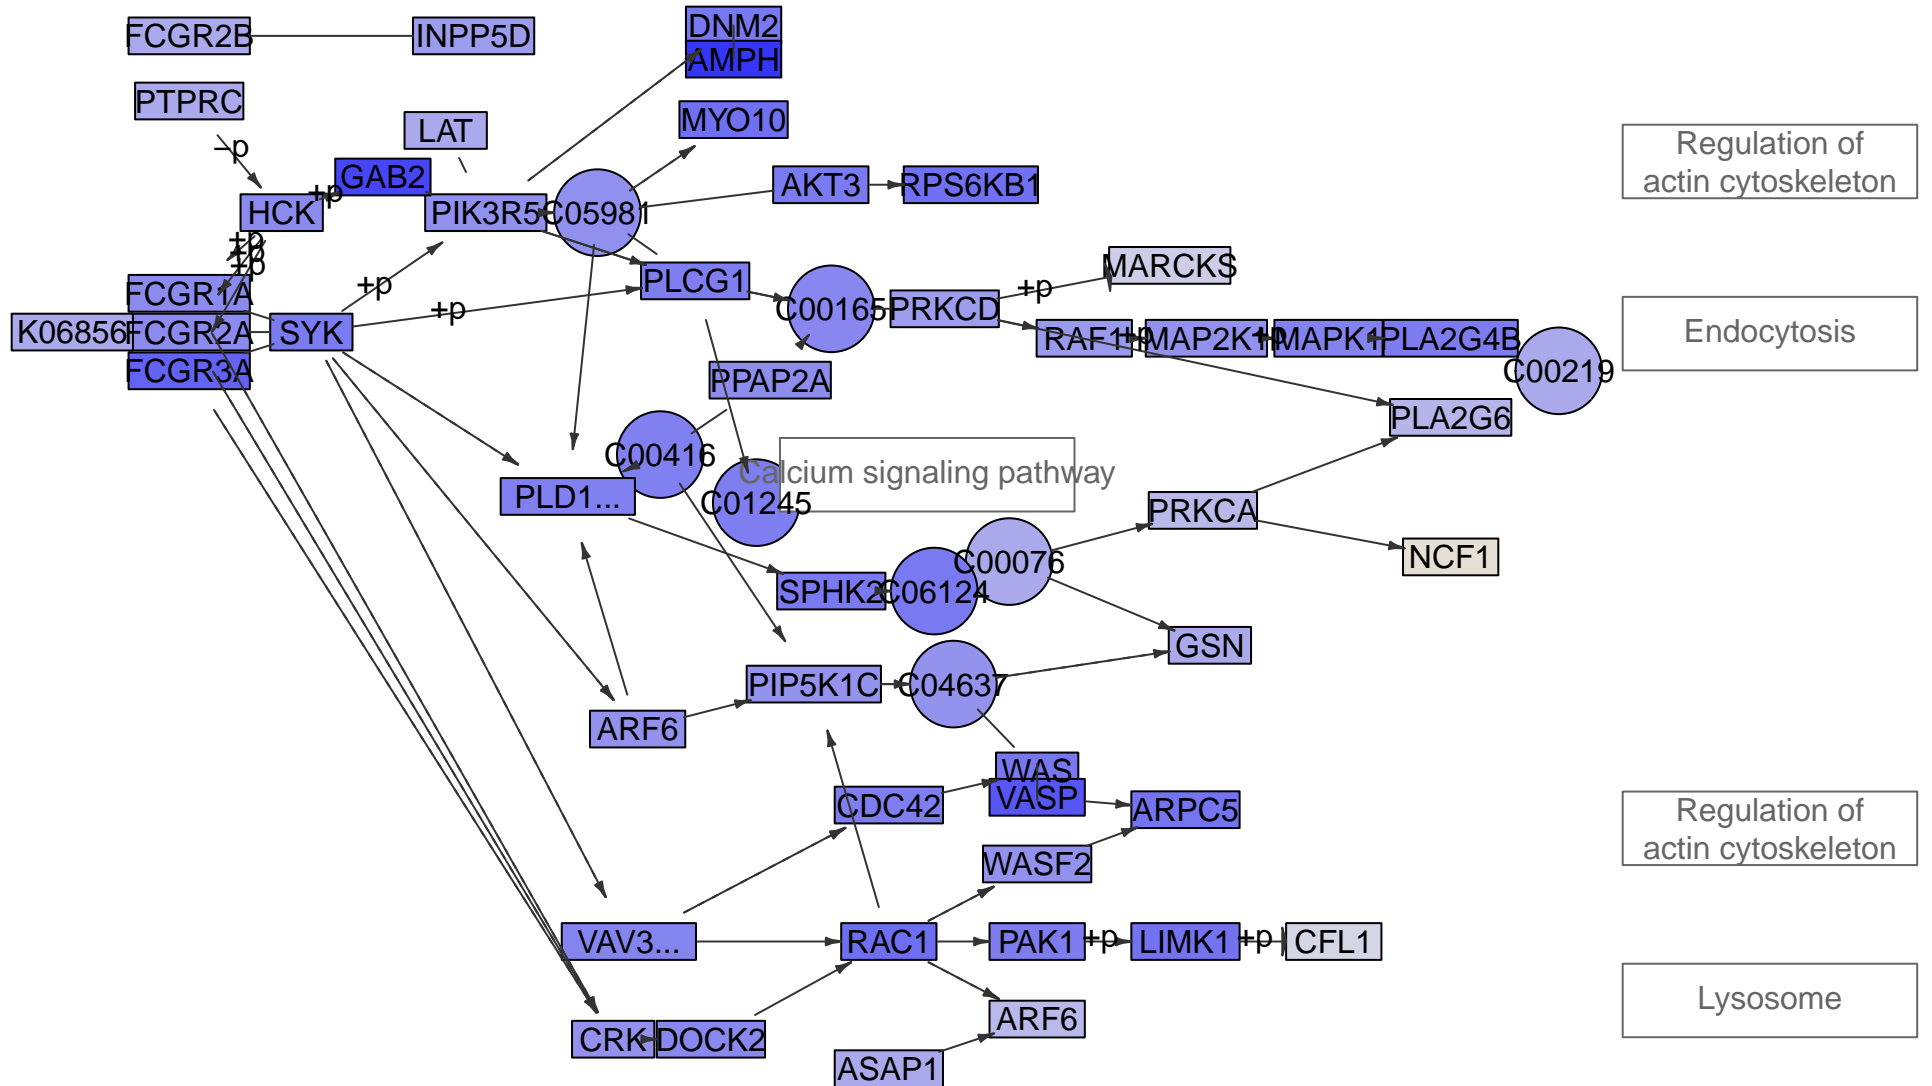 FCGR2B
INPP5D
DNM2
AMPH
PTPRC
LAT
MYO10
Regulation of
actin cytoskeleton
−p
GAB2
+p
AKT3
RPS6KB1
HCK
PIK3R5
C05981
+p
+p
+p
PLCG1
MARCKS
FCGR1A
+p
+p
C00165
PRKCD
+p
K06856
FCGR2A
SYK
RAF1
+p
MAP2K1
+p
MAPK1
PLA2G4B
Endocytosis
FCGR3A
PPAP2A
C00219
PLA2G6
C00416
Calcium signaling pathway
PLD1...
C01245
PRKCA
C00076
NCF1
SPHK2
C06124
GSN
PIP5K1C
C04637
ARF6
WAS
VASP
CDC42
ARPC5
Regulation of
actin cytoskeleton
WASF2
VAV3...
RAC1
PAK1
+p
LIMK1
+p
CFL1
Lysosome
ARF6
CRK
DOCK2
ASAP1